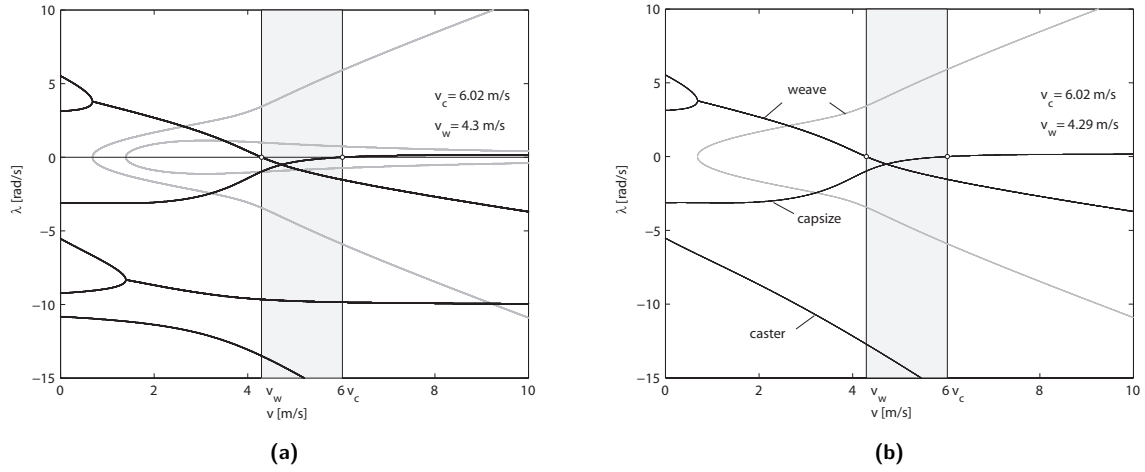 10
5
0
−5
−10
−15
λ [rad/s]
v_c = 6.02 m/s
v_w = 4.3 m/s
0 2 4 v_w 6 v_c 8 10
v [m/s]
(a)
10
5
0
−5
−10
−15
λ [rad/s]
weave
v_c = 6.02 m/s
v_w = 4.29 m/s
capsize
caster
0 2 4 v_w 6 v_c 8 10
v [m/s]
(b)